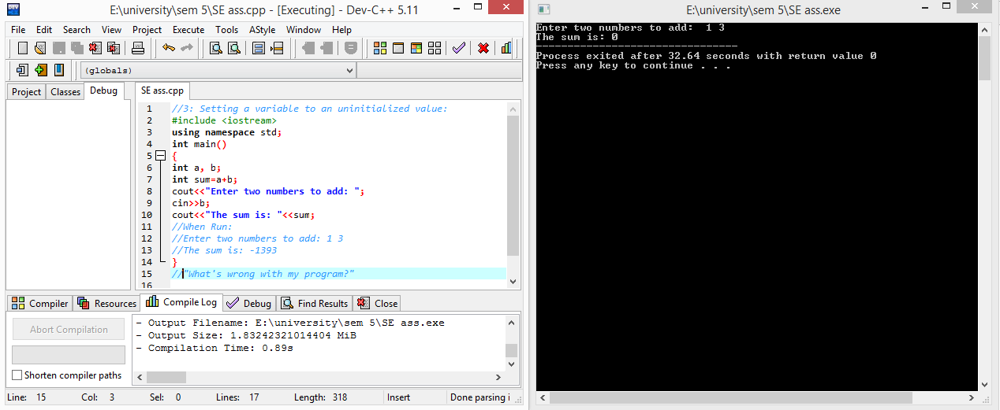 E:\university\sem 5\SE ass.cpp - [Executing] - Dev-C++ 5.11
File Edit Search View Project Execute Tools AStyle Window Help
(globals)
Project Classes Debug
SE ass.cpp
1 //3: Setting a variable to an uninitialized value:
2 #include <iostream>
3 using namespace std;
4 int main()
5 {
6 int a, b;
7 int sum=a+b;
8 cout<<"Enter two numbers to add: ";
9 cin>>b;
10 cout<<"The sum is: "<<sum;
11 //When Run:
12 //Enter two numbers to add: 1 3
13 //The sum is: -1393
14 }
15 //"What's wrong with my program?"
16
Compiler Resources Compile Log Debug Find Results Close
Abort Compilation
Shorten compiler paths
- Output Filename: E:\university\sem 5\SE ass.exe
- Output Size: 1.83242321014404 MiB
- Compilation Time: 0.89s
Line: 15 Col: 3 Sel: 0 Lines: 17 Length: 318 Insert Done parsing i
E:\university\sem 5\SE ass.exe
Enter two numbers to add:  1 3
The sum is: 0
--------------------------------
Process exited after 32.64 seconds with return value 0
Press any key to continue . . .